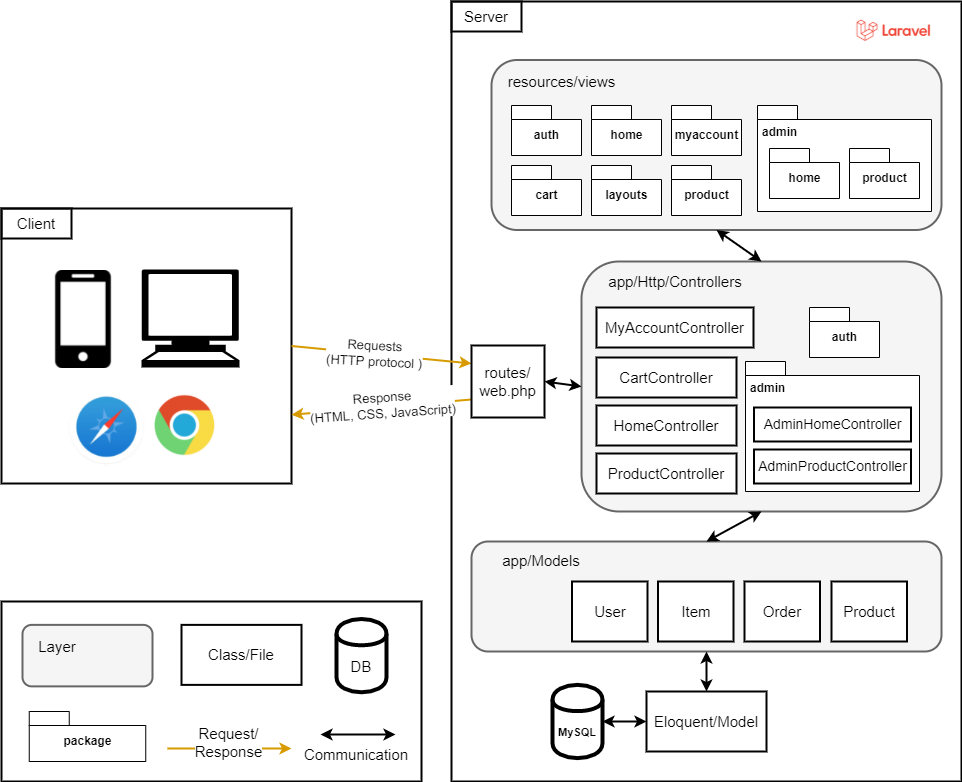 Server
Laravel
resources/views
auth
home
myaccount
admin
home
product
cart
layouts
product
Client
app/Http/Controllers
MyAccountController
auth
CartController
admin
HomeController
AdminHomeController
ProductController
AdminProductController
Requests
(HTTP protocol )
routes/
web.php
Response
(HTML, CSS, JavaScript)
app/Models
User
Item
Order
Product
MySQL
Eloquent/Model
Layer
Class/File
DB
package
Request/
Response
Communication